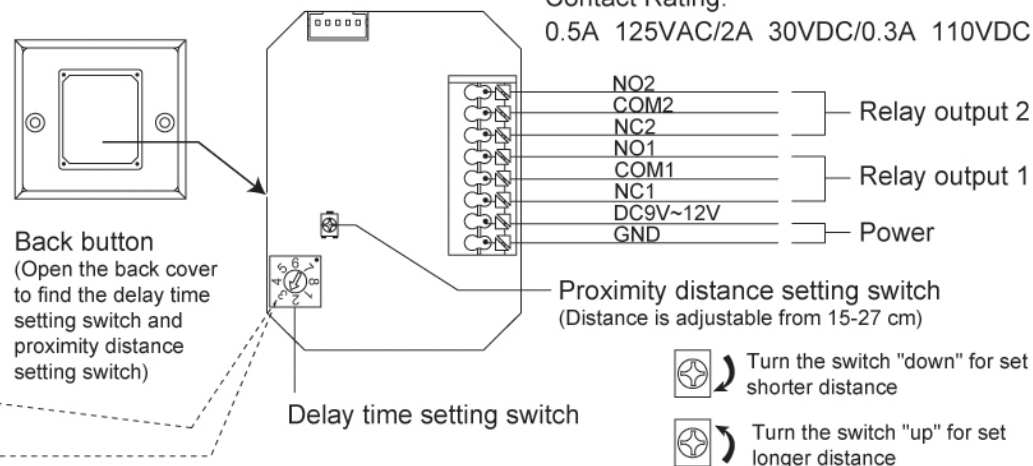 Contact Rating:
0.5A 125VAC/2A 30VDC/0.3A 110VDC
NO2
COM2
NC2
Relay output 2
NO1
COM1
NC1
Relay output 1
DC9V~12V
GND
Power
Back button
(Open the back cover
to find the delay time
setting switch and
proximity distance
setting switch)
Proximity distance setting switch
(Distance is adjustable from 15-27 cm)
Turn the switch "down" for set
shorter distance
Turn the switch "up" for set
longer distance
Delay time setting switch